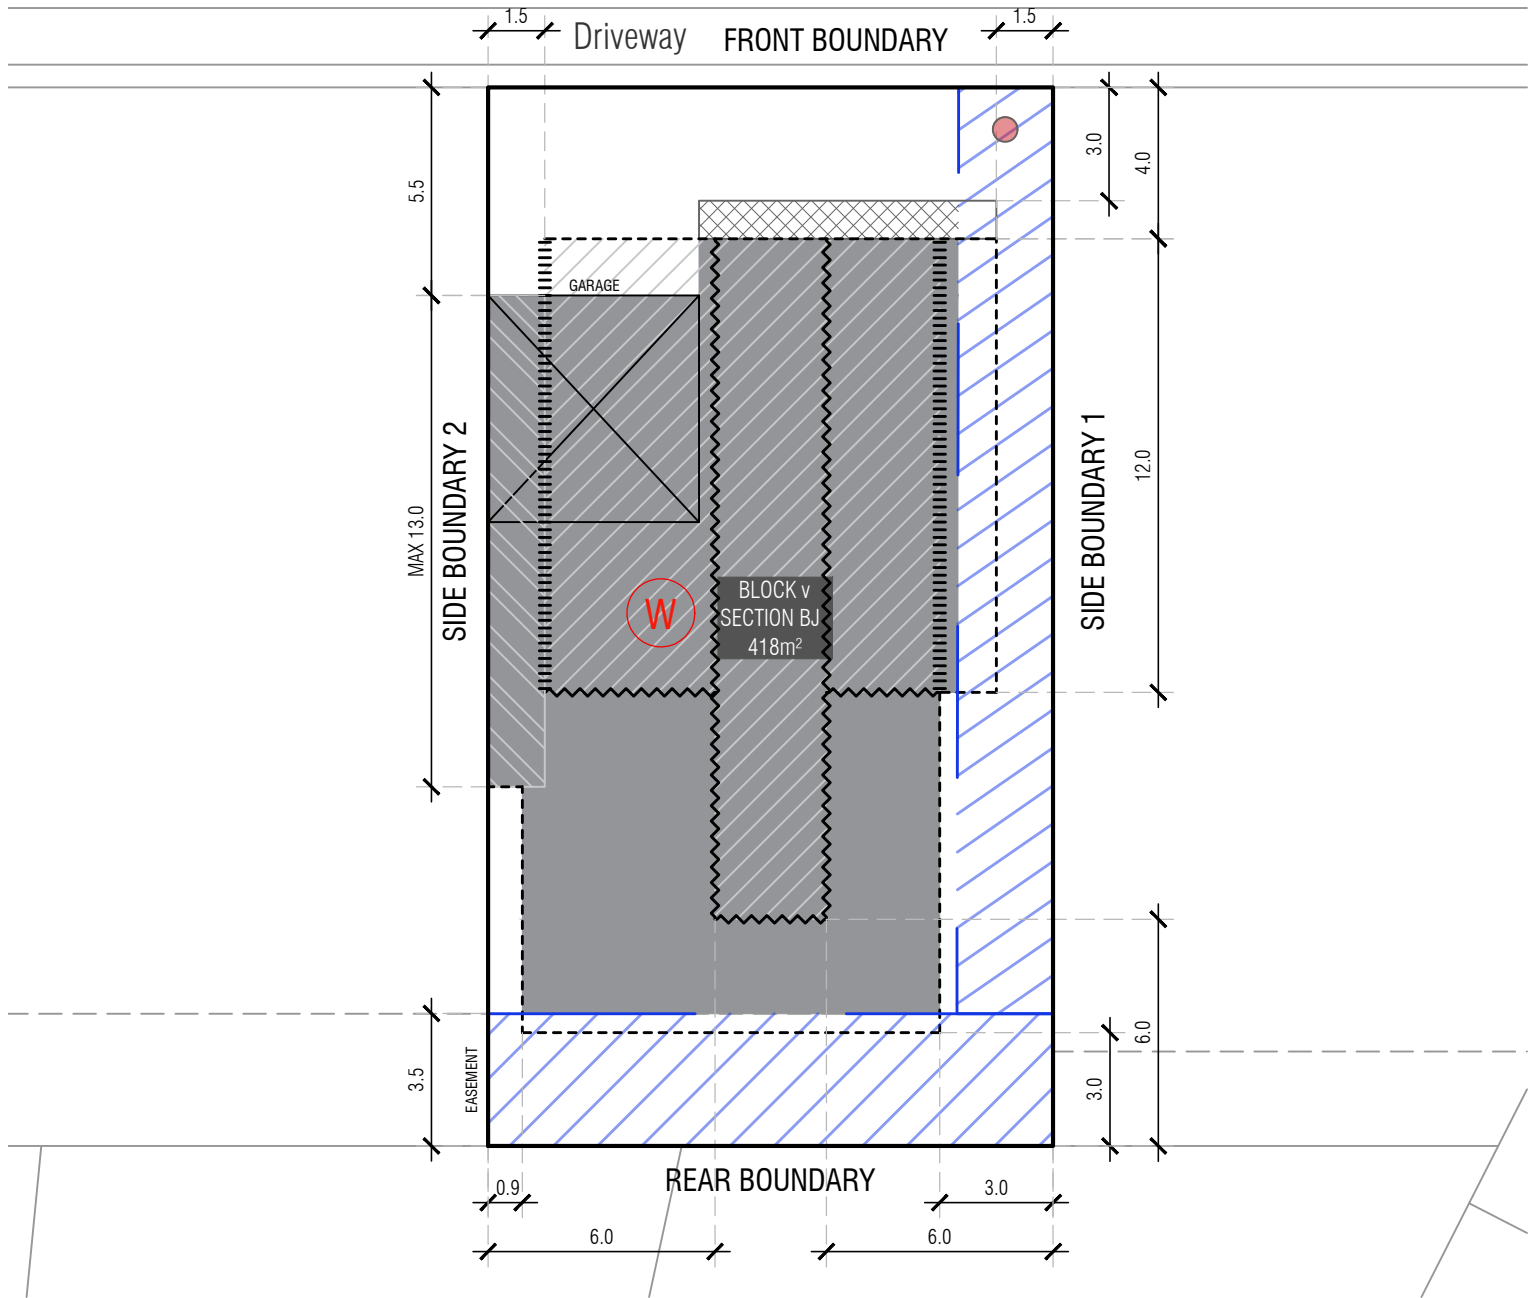 1.5
Driveway
FRONT BOUNDARY
1.5
5.5
3.0
4.0
GARAGE
12.0
MAX 13.0
SIDE BOUNDARY 2
SIDE BOUNDARY 1
W
BLOCK v
SECTION BJ
418m²
3.5
EASEMENT
6.0
3.0
REAR BOUNDARY
0.9
3.0
6.0
6.0